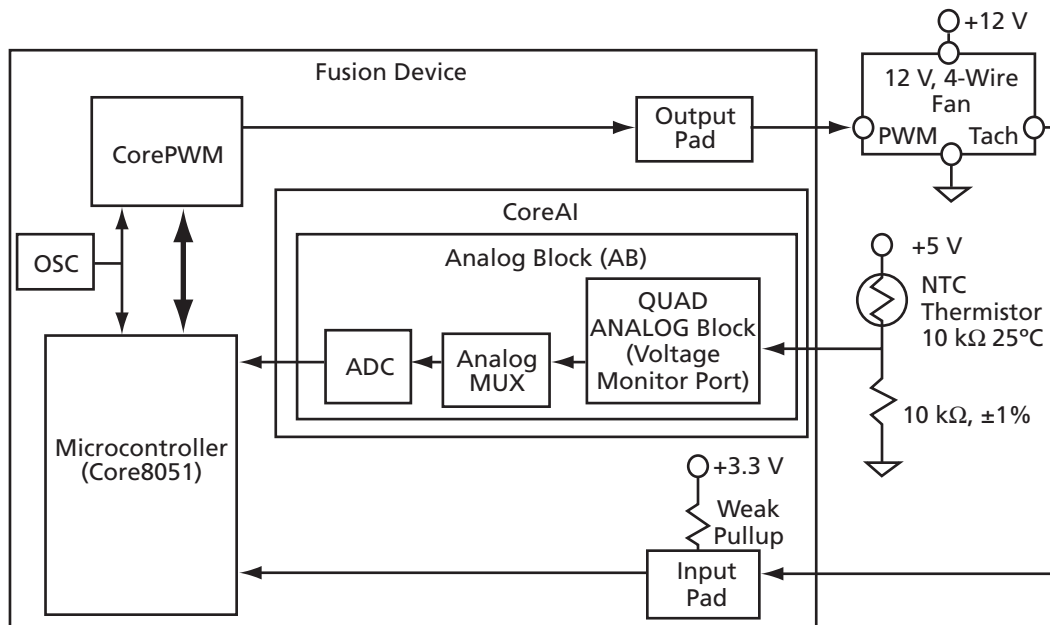 +12 V
Fusion Device
12 V, 4-Wire
Fan
PWM
Tach
Output
Pad
CorePWM
CoreAI
OSC
Analog Block (AB)
+5 V
NTC
Thermistor
10 kΩ 25°C
QUAD
ANALOG Block
(Voltage
Monitor Port)
ADC
Analog
MUX
10 kΩ, ±1%
Microcontroller
(Core8051)
+3.3 V
Weak
Pullup
Input
Pad